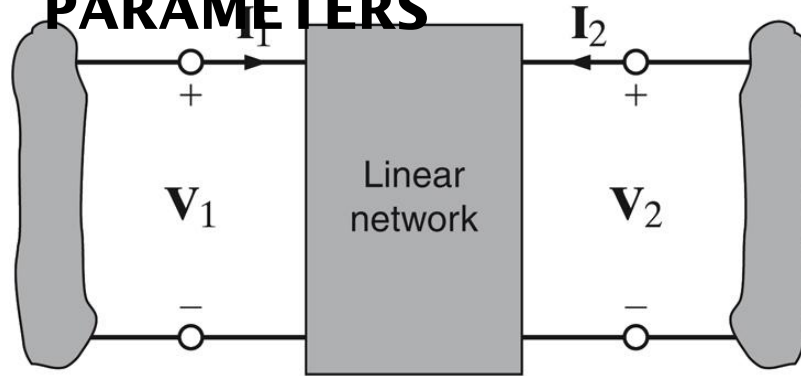 PARAMETERS
I₁ I₂
+ +
Linear
V₁ network V₂
− −